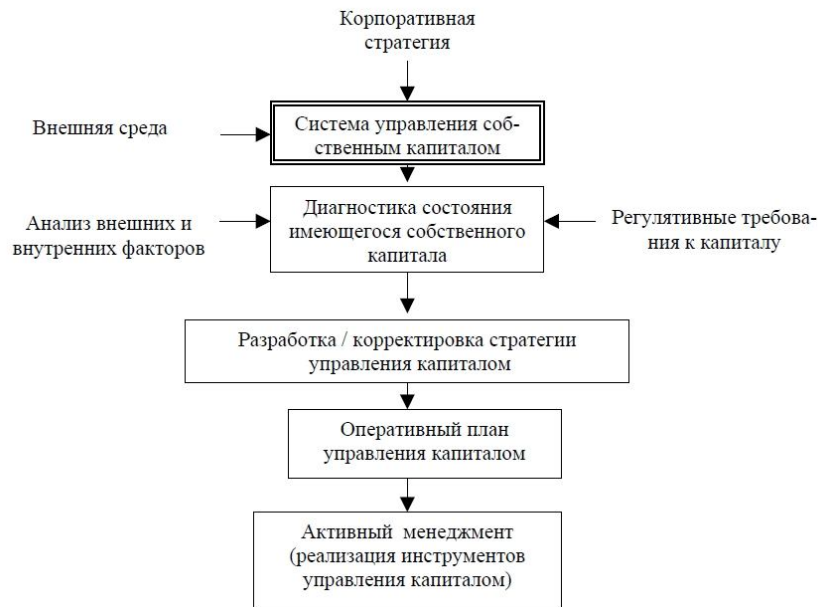 Корпоративная
стратегия
Внешняя среда
Система управления соб-
ственным капиталом
Анализ внешних и
внутренних факторов
Диагностика состояния
имеющегося собственного
капитала
Регулятивные требова-
ния к капиталу
Разработка / корректировка стратегии
управления капиталом
Оперативный план
управления капиталом
Активный менеджмент
(реализация инструментов
управления капиталом)